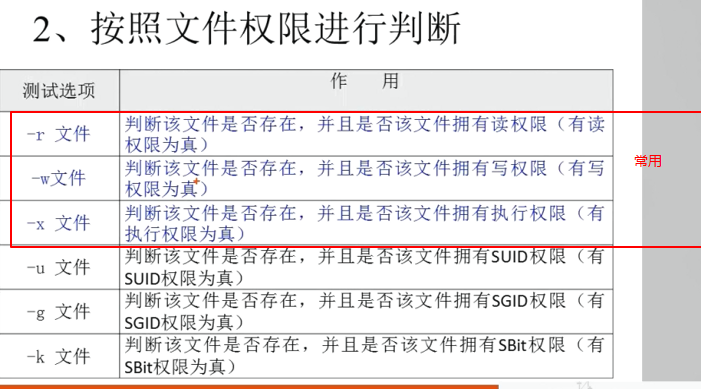 2、按照文件权限进行判断
测试选项
作 用
-r 文件
判断该文件是否存在，并且是否该文件拥有读权限（有读
权限为真）
-w文件
判断该文件是否存在，并且是否该文件拥有写权限（有写
权限为真）
常用
-x 文件
判断该文件是否存在，并且是否该文件拥有执行权限（有
执行权限为真）
-u 文件
判断该文件是否存在，并且是否该文件拥有SUID权限（有
SUID权限为真）
-g 文件
判断该文件是否存在，并且是否该文件拥有SGID权限（有
SGID权限为真）
-k 文件
判断该文件是否存在，并且是否该文件拥有SBit权限（有
SBit权限为真）